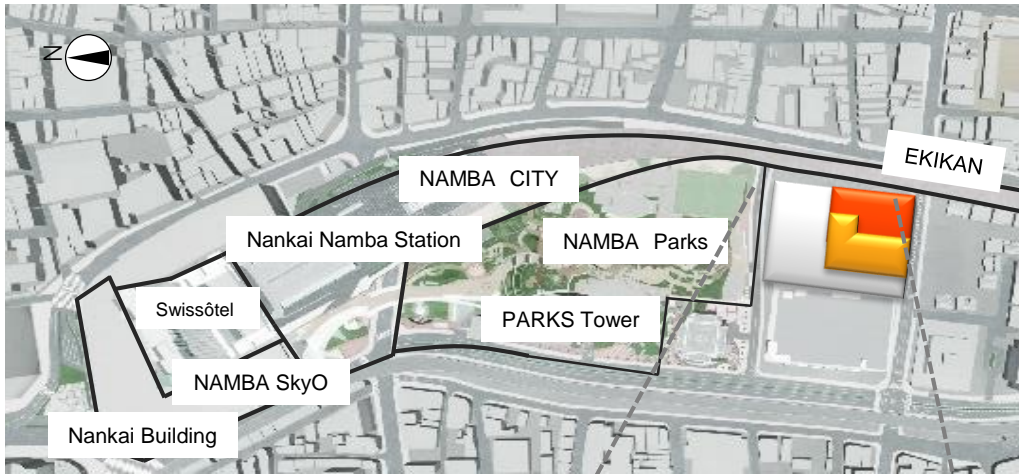 N
EKIKAN
NAMBA CITY
Nankai Namba Station
NAMBA Parks
Swissôtel
PARKS Tower
NAMBA SkyO
Nankai Building